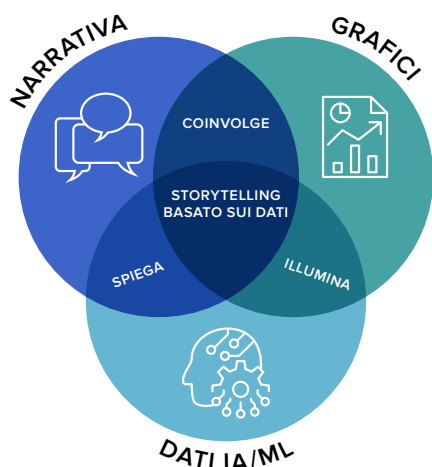 NARRATIVA
GRAFICI
COINVOLGE
STORYTELLING
BASATO SUI DATI
SPIEGA
ILLUMINA
DATI IA/ML